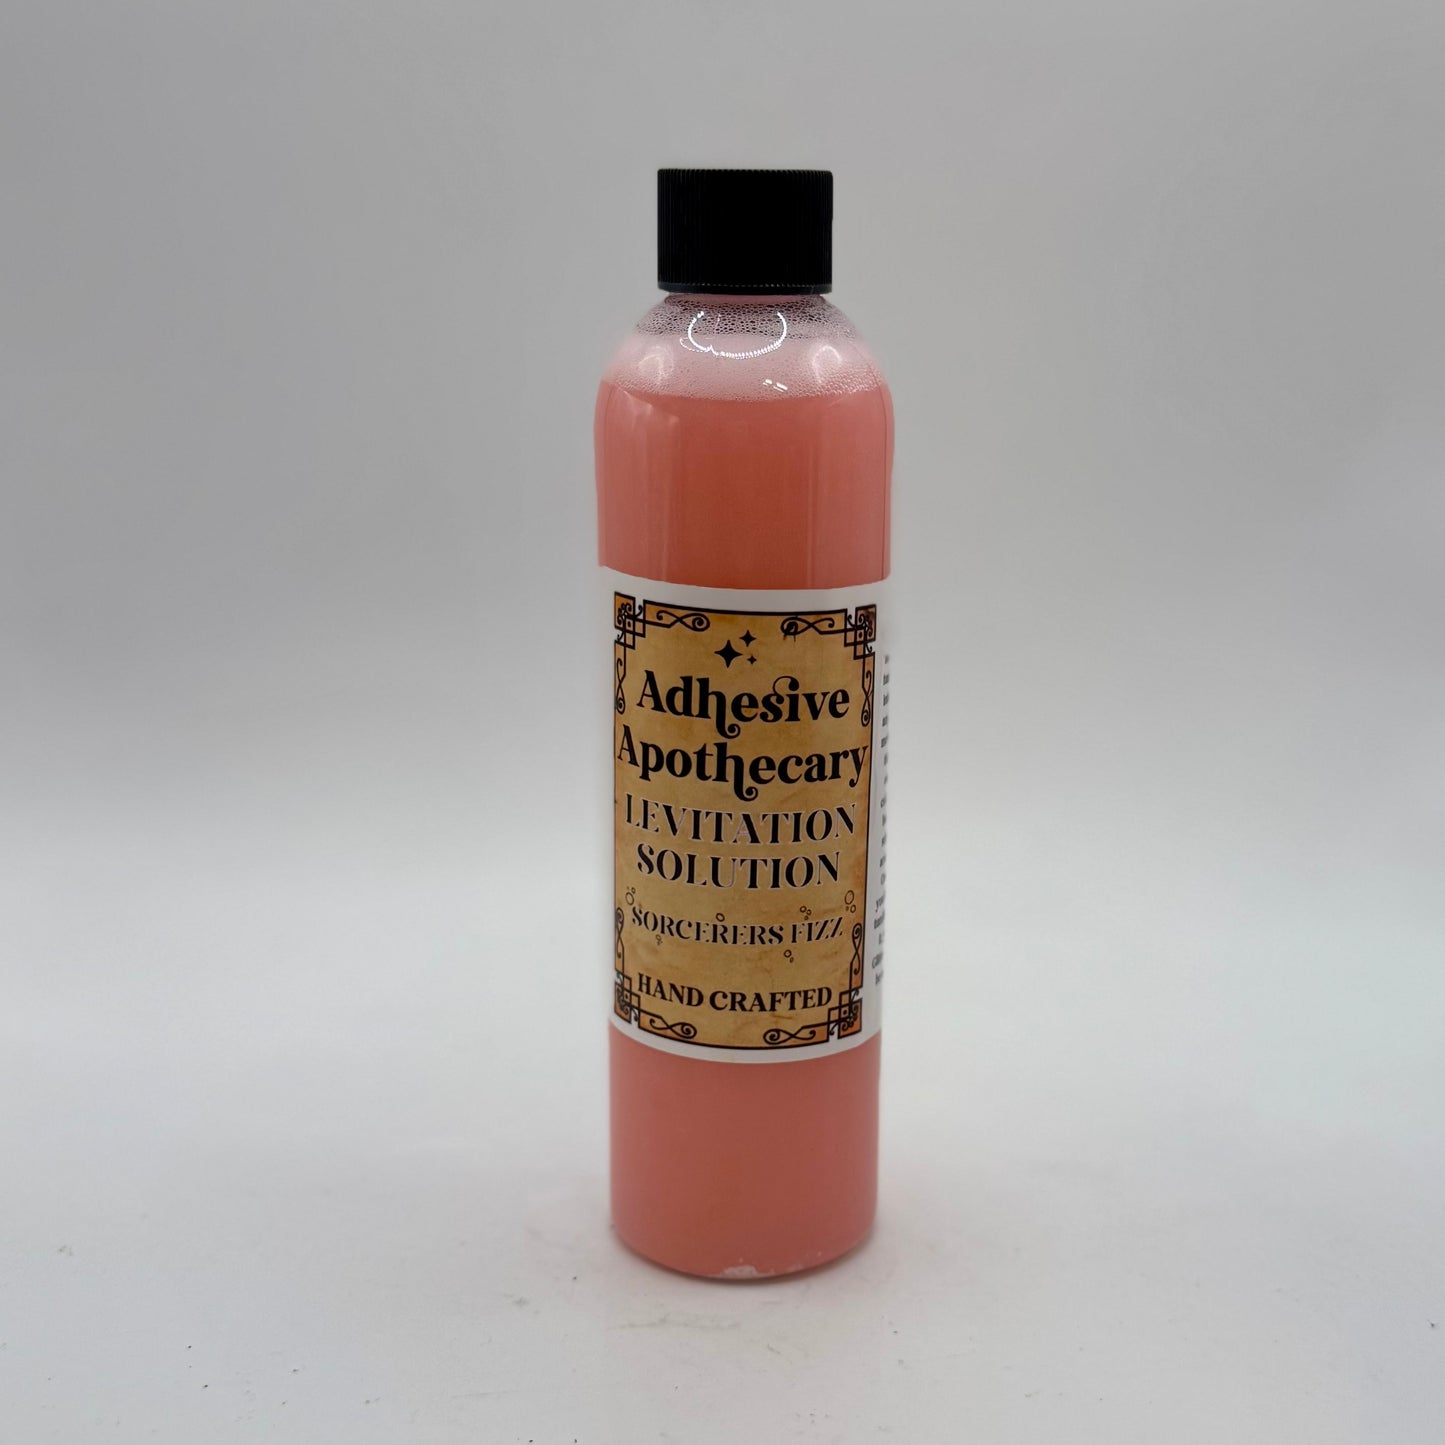 Adhesive
Apothecary
LEVITATION
SOLUTION
SORCERERS FIZZ
HAND CRAFTED